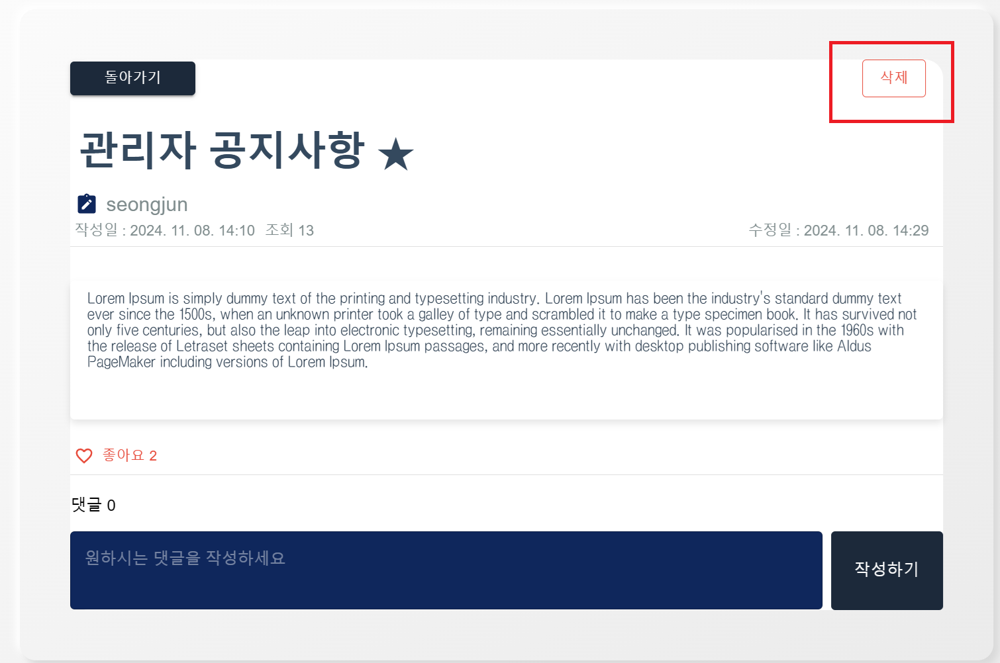 돌아가기
삭제
관리자 공지사항 ★
seongjun
작성일 : 2024. 11. 08. 14:10 조회 13
수정일 : 2024. 11. 08. 14:29
Lorem Ipsum is simply dummy text of the printing and typesetting industry. Lorem Ipsum has been the industry's standard dummy text
ever since the 1500s, when an unknown printer took a galley of type and scrambled it to make a type specimen book. It has survived not
only five centuries, but also the leap into electronic typesetting, remaining essentially unchanged. It was popularised in the 1960s with
the release of Letraset sheets containing Lorem Ipsum passages, and more recently with desktop publishing software like Aldus
PageMaker including versions of Lorem Ipsum.
좋아요 2
댓글 0
원하시는 댓글을 작성하세요
작성하기